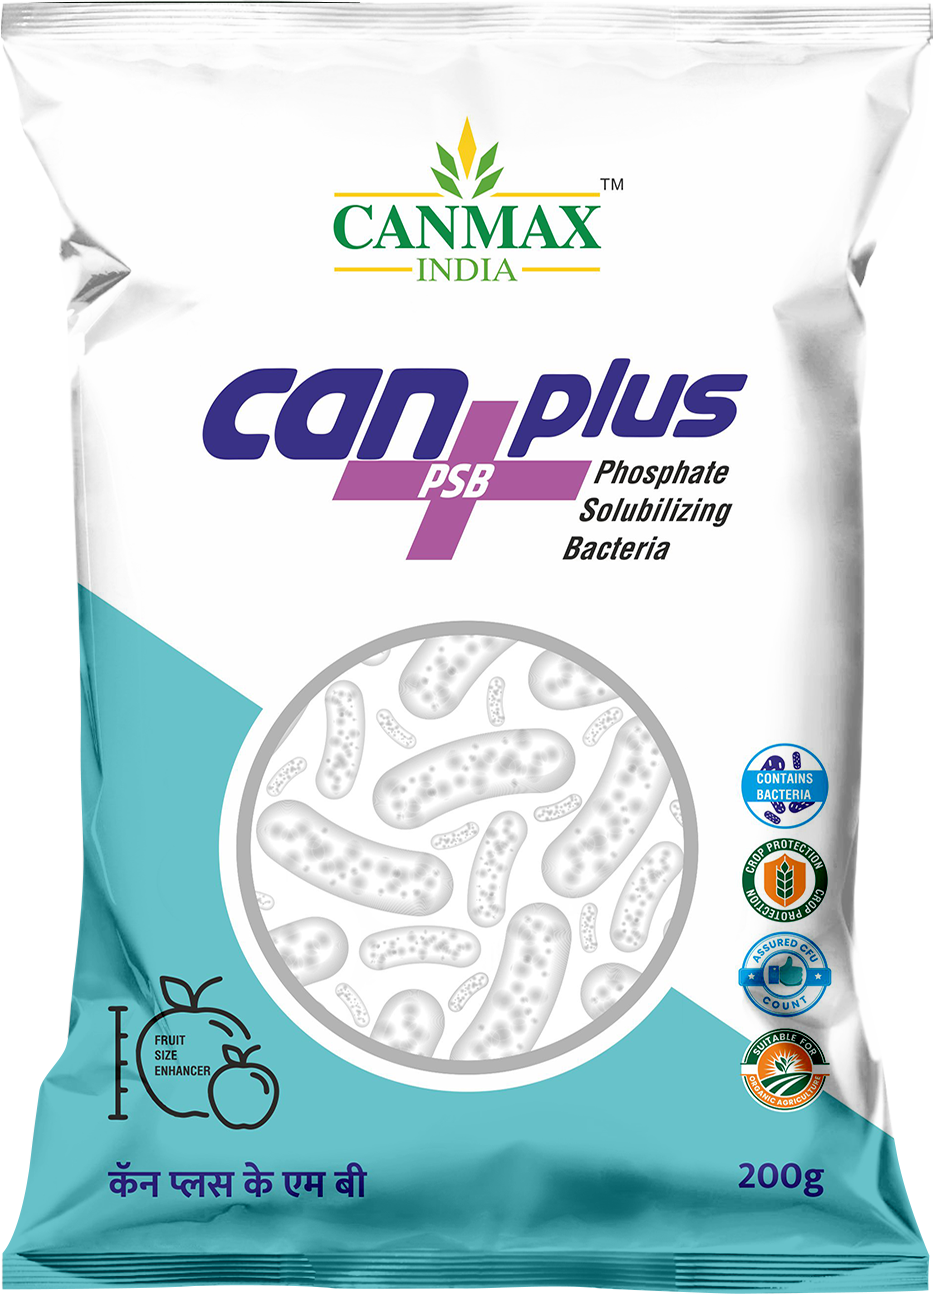 TM
CANMAX
INDIA
can plus
PSB
Phosphate
Solubilizing
Bacteria
CONTAINS
BACTERIA
CROP PROTECTION
CROP PROTECTION
ASSURED CFU
COUNT
SUITABLE FOR
ORGANIC AGRICULTURE
FRUIT
SIZE
ENHANCER
कॅन प्लस के एम बी
200g